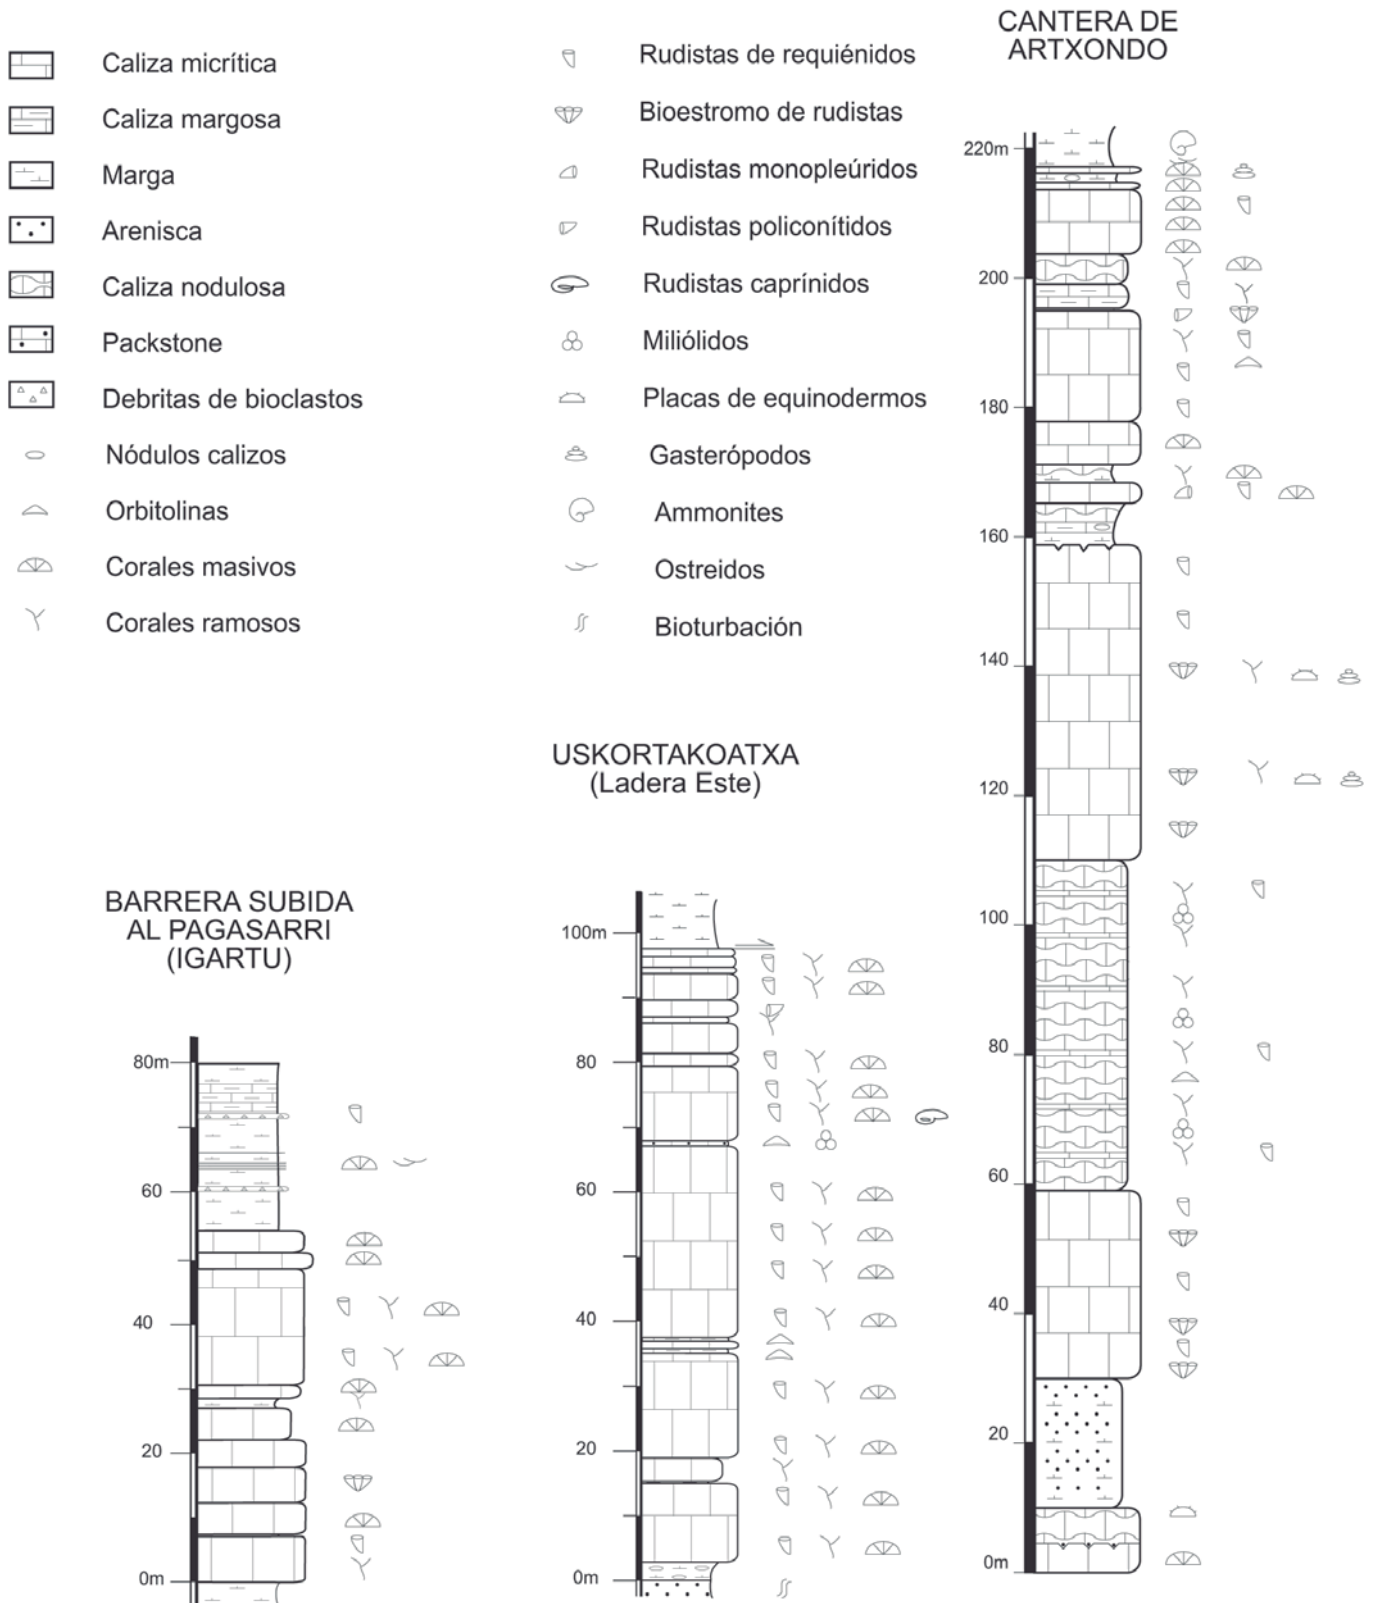 Caliza micrítica
Caliza margosa
Marga
Arenisca
Caliza nodulosa
Packstone
Debritas de bioclastos
Nódulos calizos
Orbitolinas
Corales masivos
Corales ramosos
Rudistas de requiénidos
Bioestromo de rudistas
Rudistas monopleúridos
Rudistas policonítidos
Rudistas caprínidos
Miliólidos
Placas de equinodermos
Gasterópodos
Ammonites
Ostreidos
Bioturbación
BARRERA SUBIDA
AL PAGASARRI
(IGARTU)
80m
60
40
20
0m
USKORTAKOATXA
(Ladera Este)
100m
80
60
40
20
0m
CANTERA DE
ARTXONDO
220m
200
180
160
140
120
100
80
60
40
20
0m